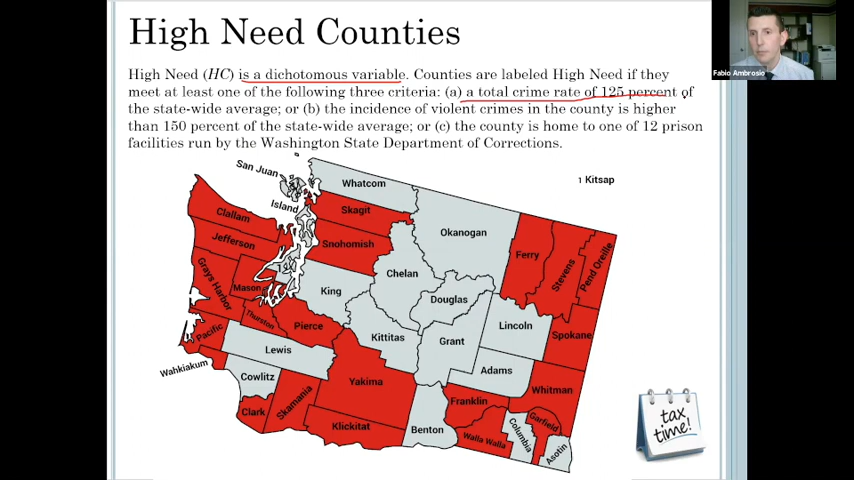 High Need Counties
High Need (HC) is a dichotomous variable. Counties are labeled High Need if they
meet at least one of the following three criteria: (a) a total crime rate of 125 percent of
the state-wide average; or (b) the incidence of violent crimes in the county is higher
than 150 percent of the state-wide average; or (c) the county is home to one of 12 prison
facilities run by the Washington State Department of Corrections.
Fabio Ambrosio
San Juan
Whatcom
1 Kitsap
Island
Skagit
Clallam
Okanogan
Jefferson
Snohomish
Ferry
Stevens
Pend Oreille
Chelan
Grays Harbor
Mason
King
Douglas
Thurston
Pierce
Lincoln
Spokane
Pacific
Kittitas
Grant
Lewis
Wahkiakum
Adams
Cowlitz
Yakima
Whitman
Franklin
Clark
Skamania
Klickitat
Benton
Walla Walla
Columbia
Garfield
Asotin
tax
time!